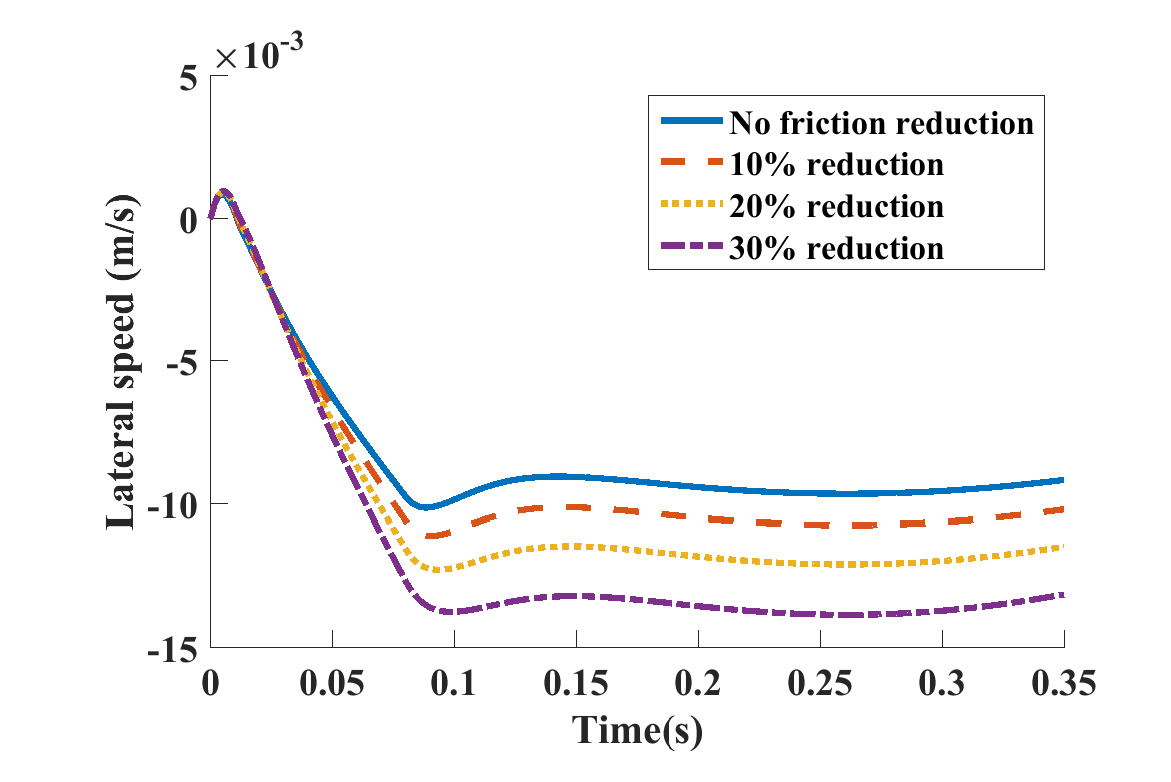 ×10-3
5
0
-5
-10
-15
Lateral speed (m/s)
No friction reduction
10% reduction
20% reduction
30% reduction
0 0.05 0.1 0.15 0.2 0.25 0.3 0.35
Time(s)